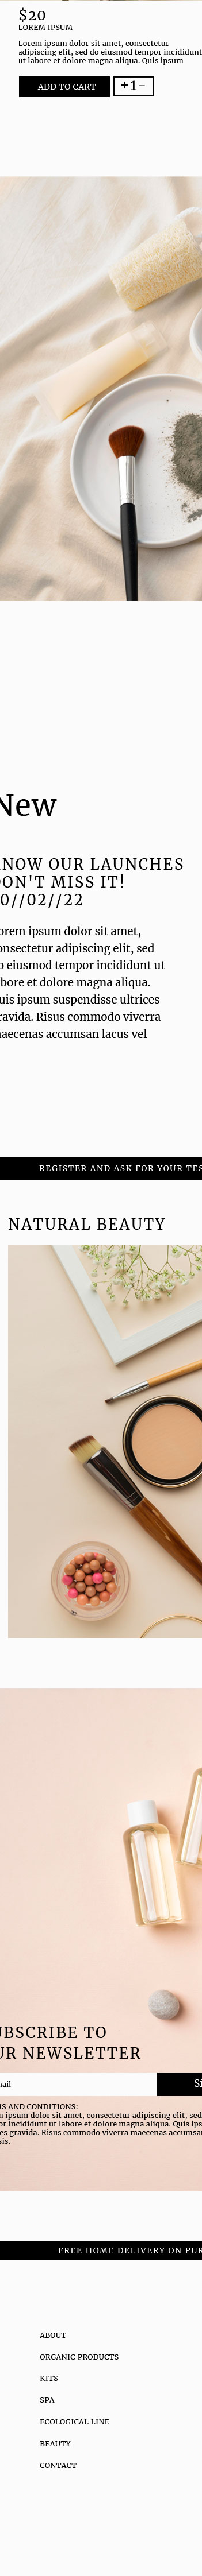 $20
LOREM IPSUM
Lorem ipsum dolor sit amet, consectetur
adipiscing elit, sed do eiusmod tempor incididunt
ut labore et dolore magna aliqua. Quis ipsum
ADD TO CART
+1-
New
NOW OUR LAUNCHES
ON'T MISS IT!
0//02//22
orem ipsum dolor sit amet,
onsectetur adipiscing elit, sed
o eiusmod tempor incididunt ut
bore et dolore magna aliqua.
uis ipsum suspendisse ultrices
ravida. Risus commodo viverra
aecenas accumsan lacus vel
REGISTER AND ASK FOR YOUR TES
NATURAL BEAUTY
UBSCRIBE TO
UR NEWSLETTER
ail
Si
S AND CONDITIONS:
m ipsum dolor sit amet, consectetur adipiscing elit, sed
or incididunt ut labore et dolore magna aliqua. Quis ips
es gravida. Risus commodo viverra maecenas accumsa
sis.
FREE HOME DELIVERY ON PUR
ABOUT
ORGANIC PRODUCTS
KITS
SPA
ECOLOGICAL LINE
BEAUTY
CONTACT